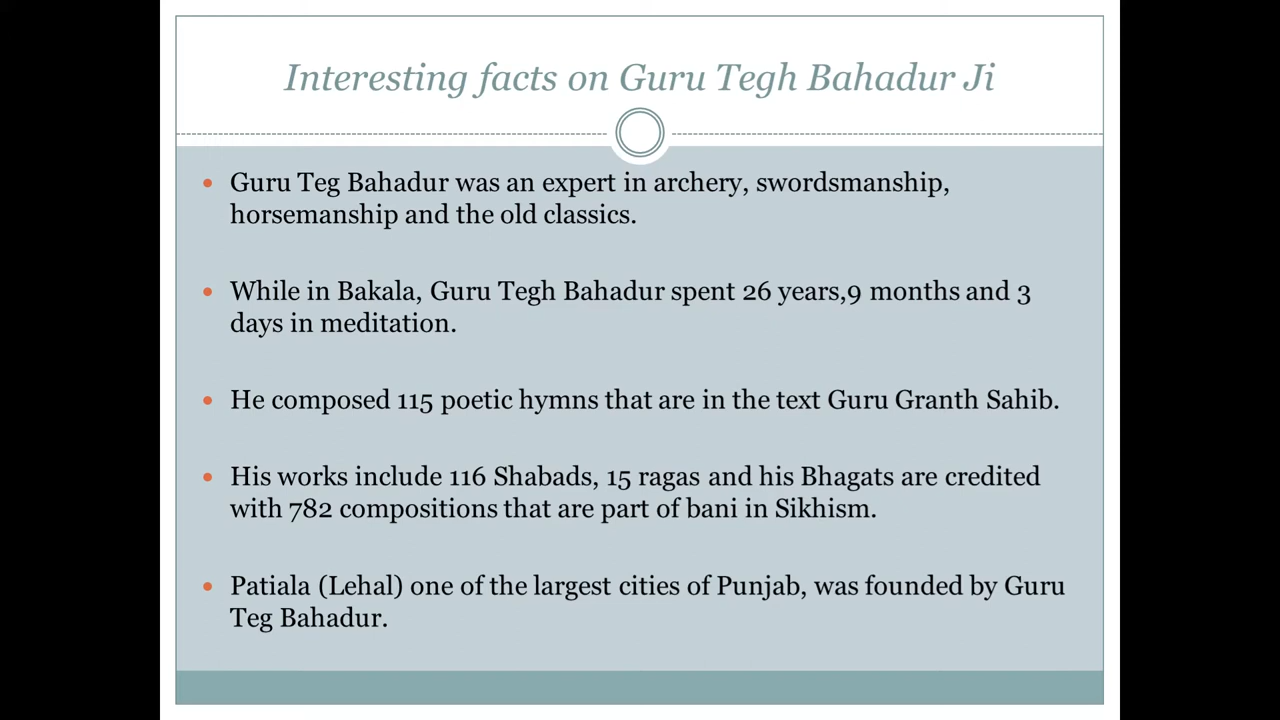 Interesting facts on Guru Tegh Bahadur Ji
• Guru Teg Bahadur was an expert in archery, swordsmanship,
horsemanship and the old classics.
• While in Bakala, Guru Tegh Bahadur spent 26 years,9 months and 3
days in meditation.
• He composed 115 poetic hymns that are in the text Guru Granth Sahib.
• His works include 116 Shabads, 15 ragas and his Bhagats are credited
with 782 compositions that are part of bani in Sikhism.
• Patiala (Lehal) one of the largest cities of Punjab, was founded by Guru
Teg Bahadur.